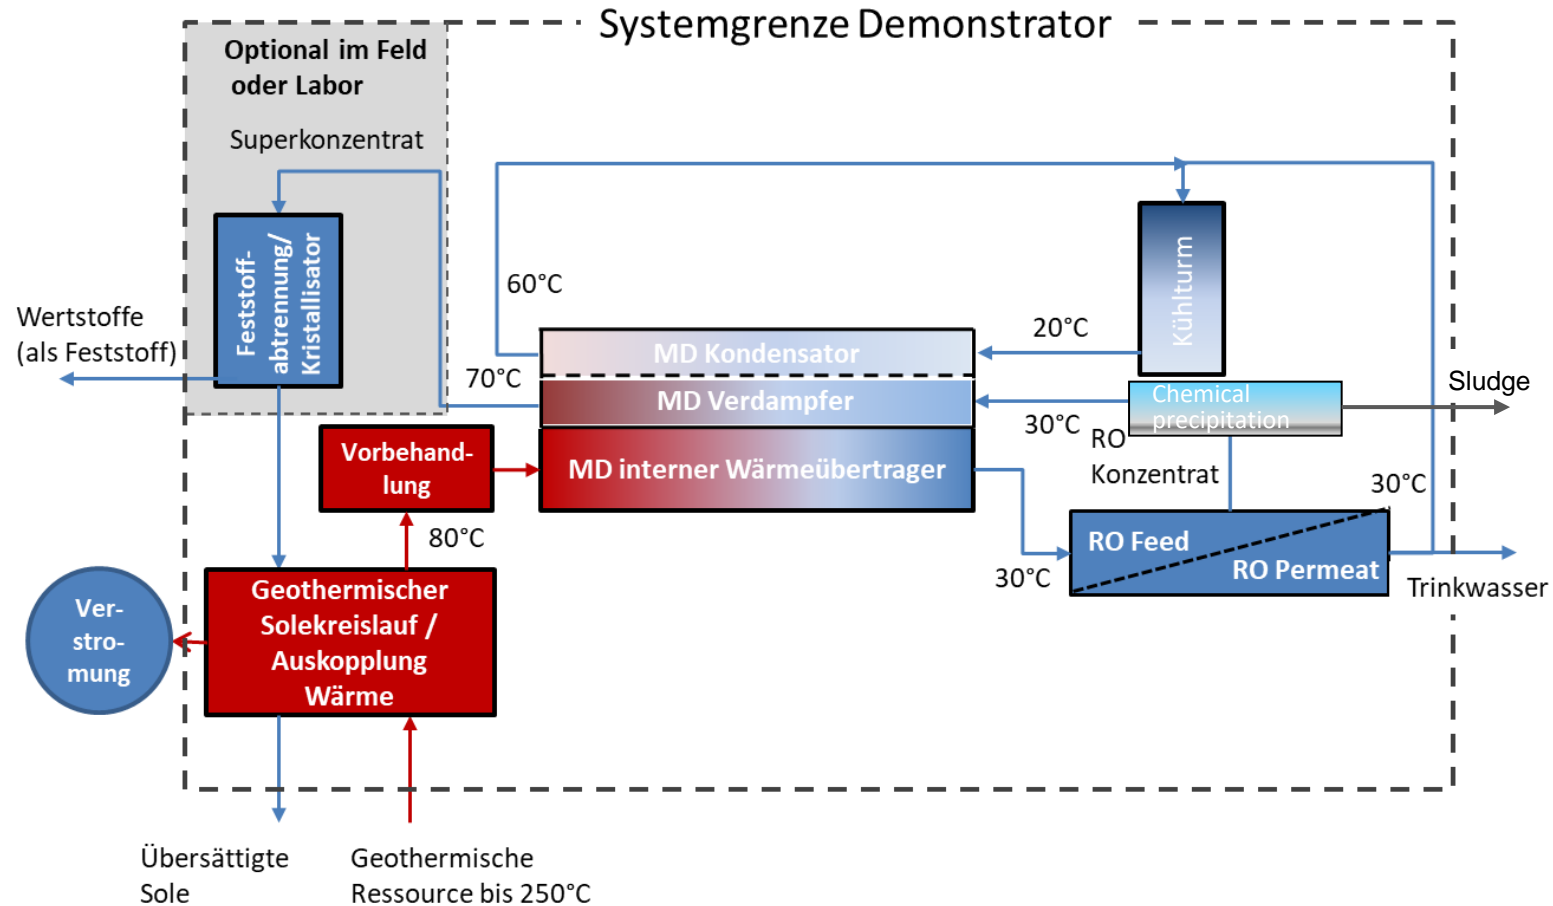 Systemgrenze Demonstrator
Optional im Feld
oder Labor
Superkonzentrat
Feststoff-
abtrennung/
Kristallisator
Wertstoffe
(als Feststoff)
60°C
70°C
MD Kondensator
MD Verdampfer
MD interner Wärmeübertrager
20°C
30°C
Kühlturm
Chemical
precipitation
Sludge
RO
Konzentrat
30°C
Vorbehand-
lung
80°C
30°C
RO Feed
RO Permeat
Trinkwasser
Ver-
stro-
mung
Geothermischer
Solekreislauf /
Auskopplung
Wärme
Übersättigte
Sole
Geothermische
Ressource bis 250°C